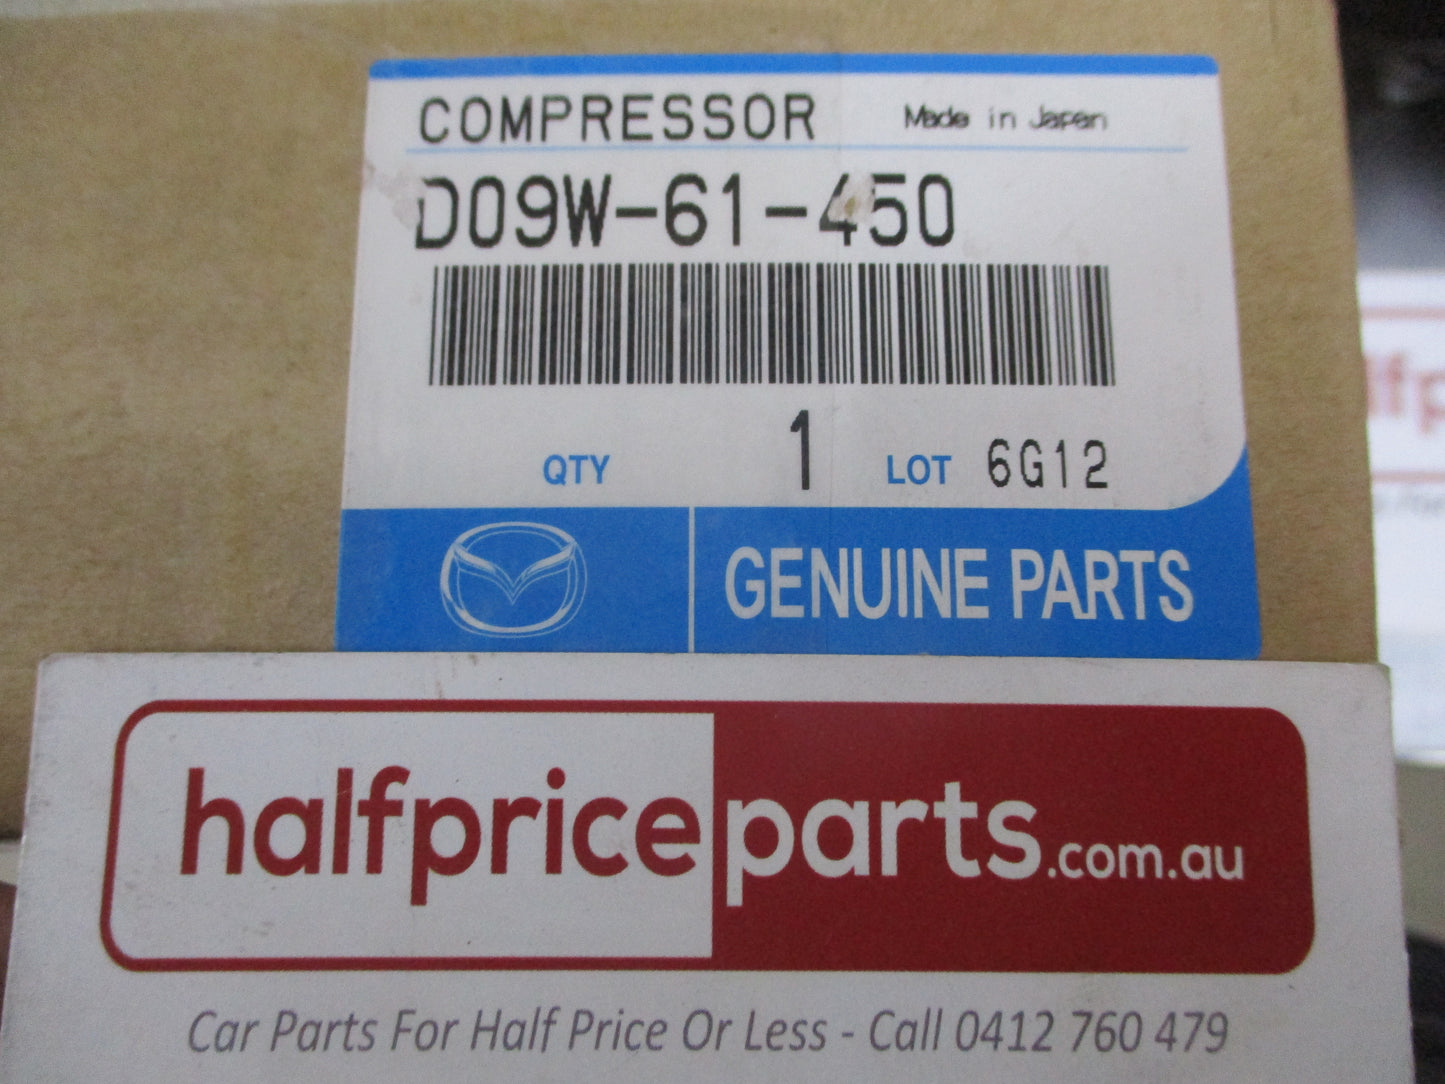 COMPRESSOR Made in Japan
D09W-61-450
QTY 1 LOT 6G12
GENUINE PARTS
halfpriceparts.com.au
Car Parts For Half Price Or Less - Call 0412 760 479